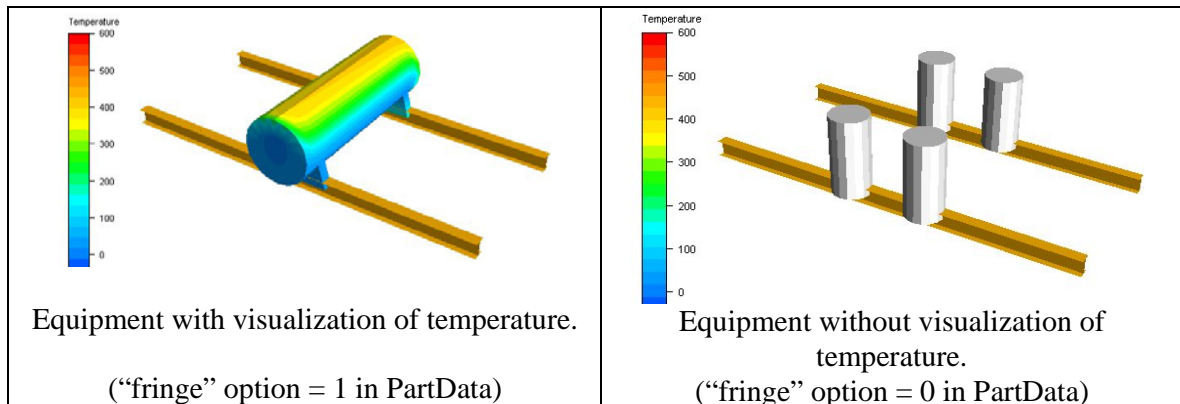 Temperature
600
500
400
300
200
100
0
Equipment with visualization of temperature.
(“fringe” option = 1 in PartData)
Temperature
600
500
400
300
200
100
0
Equipment without visualization of
temperature.
(“fringe” option = 0 in PartData)